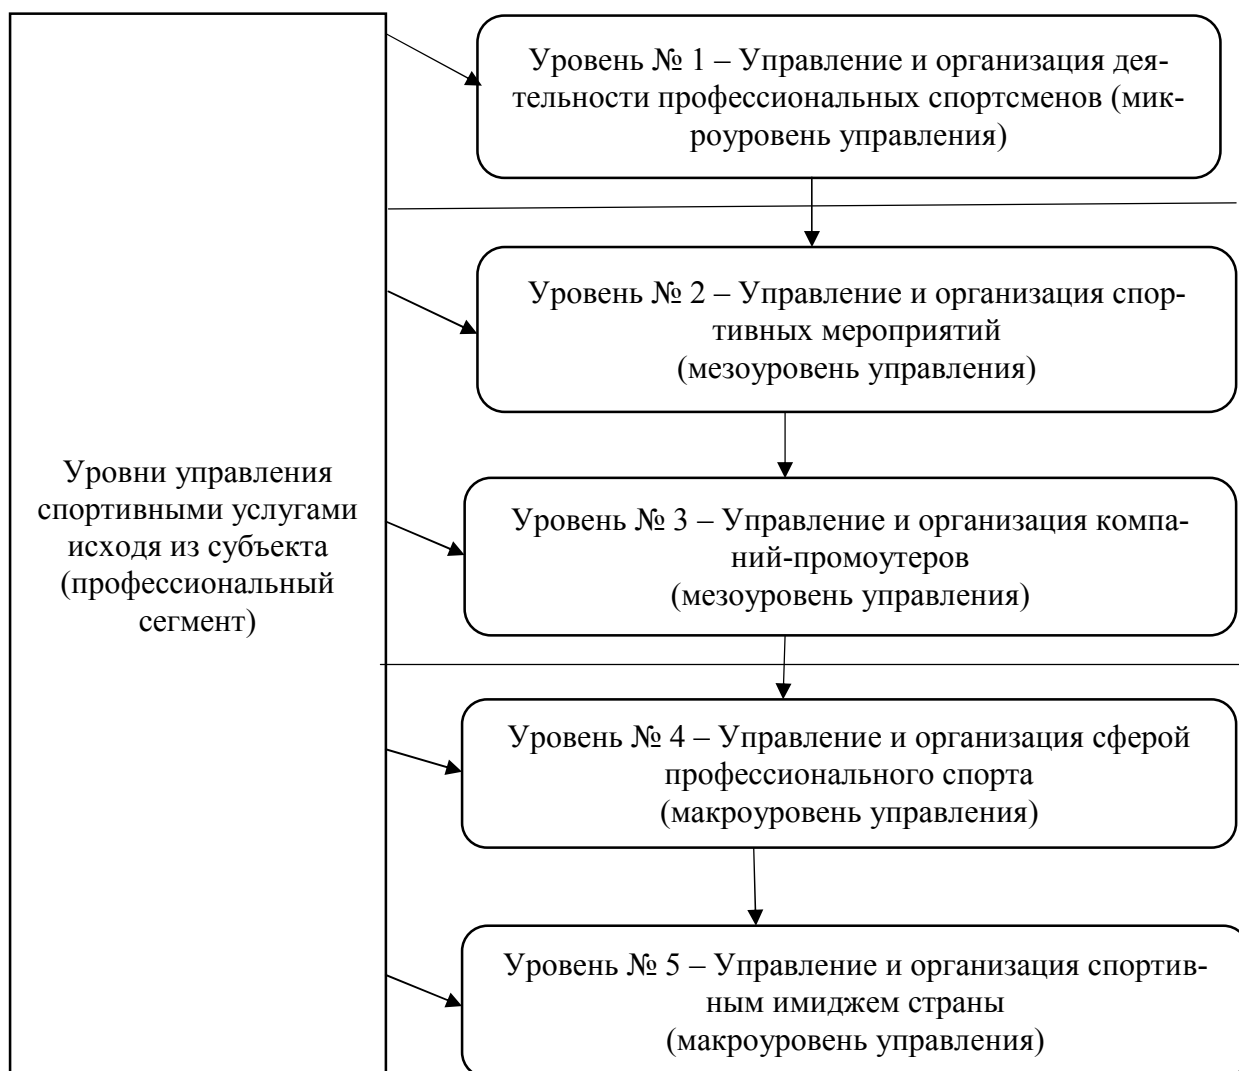 Уровень № 1 – Управление и организация дея-
тельности профессиональных спортсменов (мик-
роуровень управления)
Уровень № 2 – Управление и организация спор-
тивных мероприятий
(мезоуровень управления)
Уровни управления
спортивными услугами
исходя из субъекта
(профессиональный
сегмент)
Уровень № 3 – Управление и организация компа-
ний-промоутеров
(мезоуровень управления)
Уровень № 4 – Управление и организация сферой
профессионального спорта
(макроуровень управления)
Уровень № 5 – Управление и организация спортив-
ным имиджем страны
(макроуровень управления)